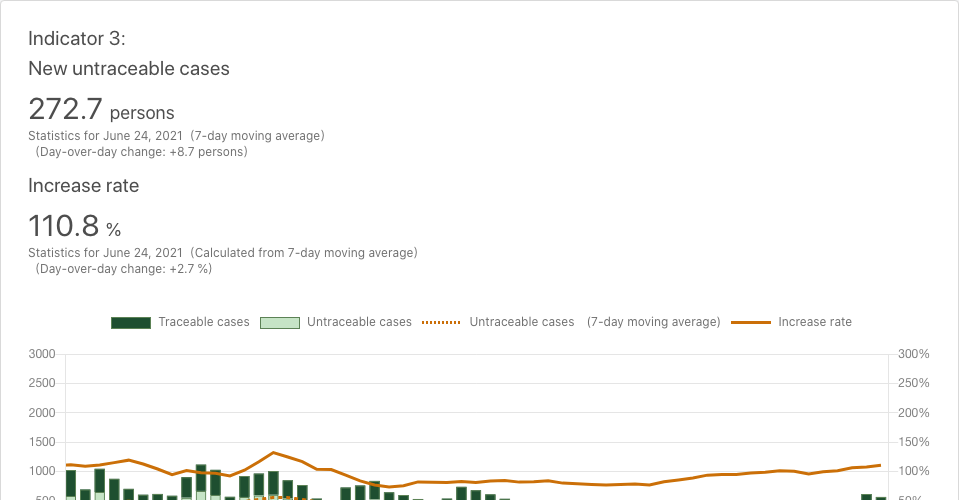 Indicator 3:
New untraceable cases
272.7 persons
Statistics for June 24, 2021 (7-day moving average)
(Day-over-day change: +8.7 persons)
Increase rate
110.8 %
Statistics for June 24, 2021 (Calculated from 7-day moving average)
(Day-over-day change: +2.7 %)
Traceable cases Untraceable cases Untraceable cases (7-day moving average) Increase rate
3000 300%
2500 250%
2000 200%
1500 150%
1000 100%
500 50%